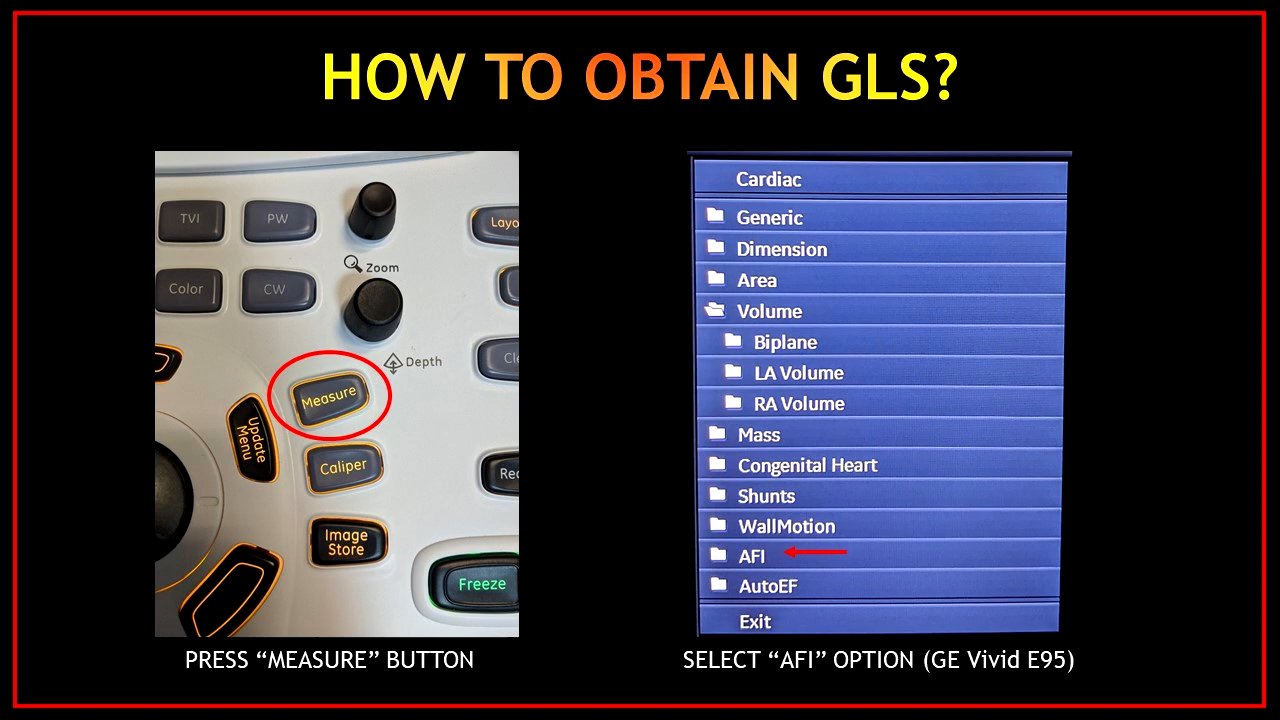 HOW TO OBTAIN GLS?
TVI
PW
Zoom
Color
CW
Depth
Measure
Update
Menu
Caliper
Image
Store
Freeze
PRESS “MEASURE” BUTTON
Cardiac
Generic
Dimension
Area
Volume
Biplane
LA Volume
RA Volume
Mass
Congenital Heart
Shunts
WallMotion
AFI
AutoEF
Exit
SELECT “AFI” OPTION (GE Vivid E95)